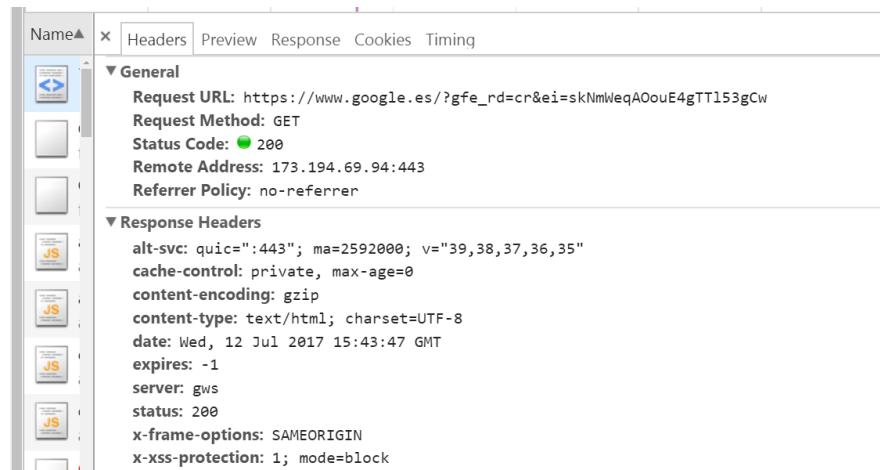 Name▲
× Headers Preview Response Cookies Timing
▼ General
Request URL: https://www.google.es/?gfe_rd=cr&ei=skNmWeqAOouE4gTTl53gCw
Request Method: GET
Status Code: 200
Remote Address: 173.194.69.94:443
Referrer Policy: no-referrer
▼ Response Headers
alt-svc: quic=":443"; ma=2592000; v="39,38,37,36,35"
cache-control: private, max-age=0
content-encoding: gzip
content-type: text/html; charset=UTF-8
date: Wed, 12 Jul 2017 15:43:47 GMT
expires: -1
server: gws
status: 200
x-frame-options: SAMEORIGIN
x-xss-protection: 1; mode=block
JS
JS
JS
JS